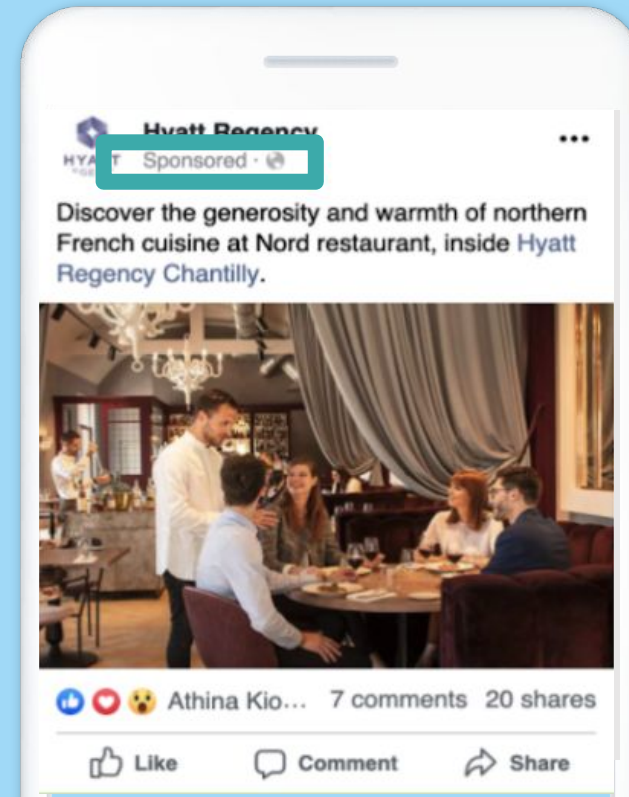 Hyatt Regency
HYATT
Sponsored ·
Discover the generosity and warmth of northern
French cuisine at Nord restaurant, inside Hyatt
Regency Chantilly.
Athina Kio... 7 comments 20 shares
Like Comment Share